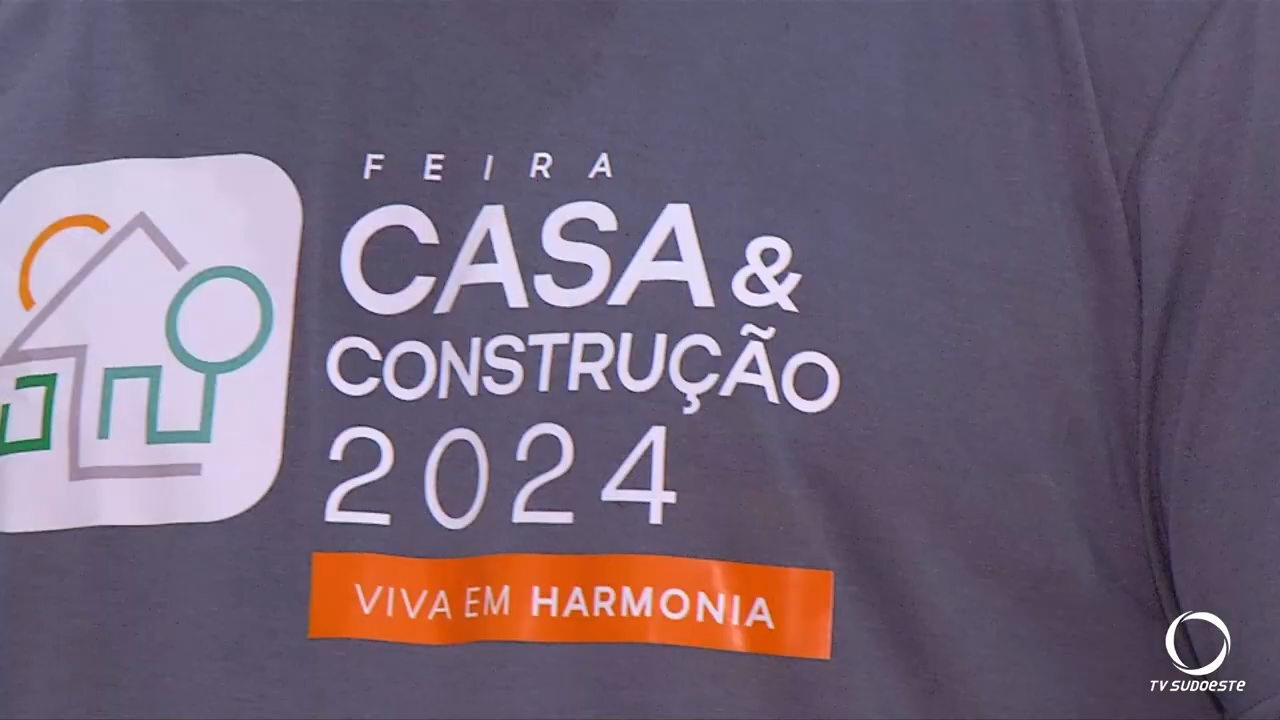 FEIRA
CASA &
CONSTRUÇÃO
2024
VIVA EM HARMONIA
TV SUDOESTE